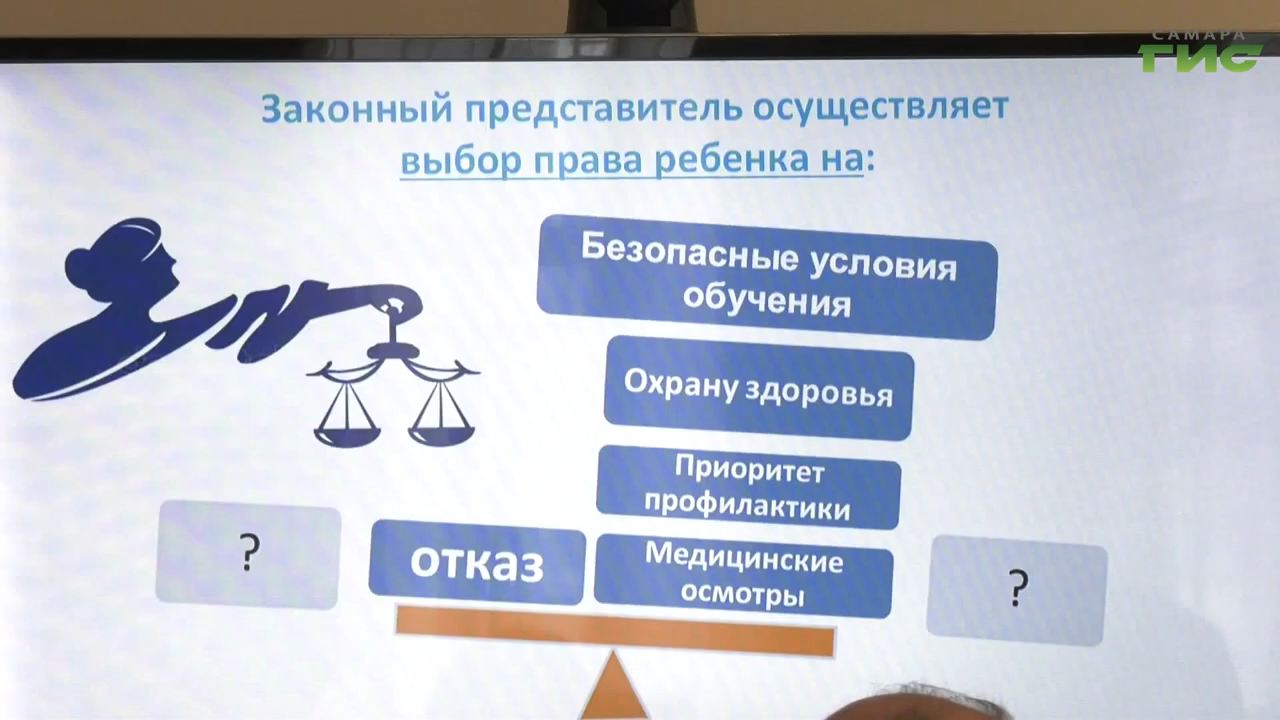 САМАРА
ГИС
Законный представитель осуществляет
выбор права ребенка на:
Безопасные условия
обучения
Охрану здоровья
Приоритет
профилактики
?
отказ
Медицинские
осмотры
?